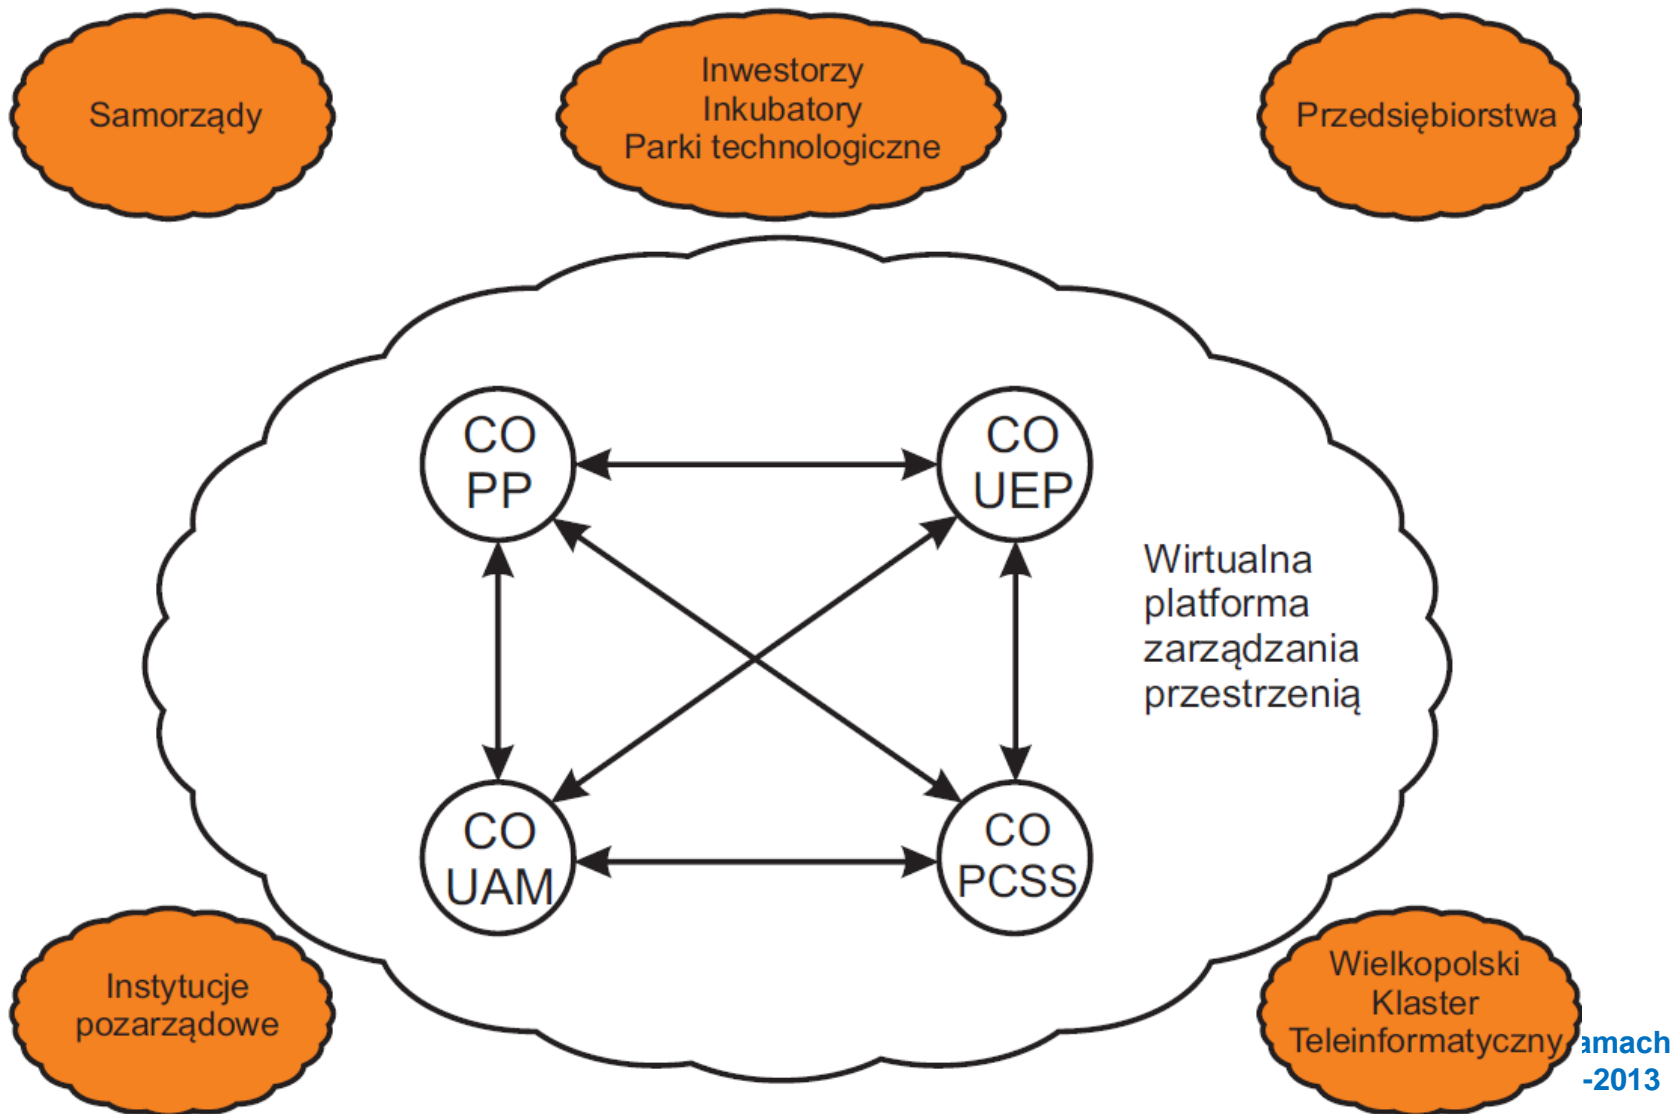 Samorządy
Inwestorzy
Inkubatory
Parki technologiczne
Przedsiębiorstwa
CO
PP
CO
UEP
Wirtualna
platforma
zarządzania
przestrzenią
CO
UAM
CO
PCSS
Instytucje
pozarządowe
Wielkopolski
Klaster
Teleinformatyczny
amach
-2013